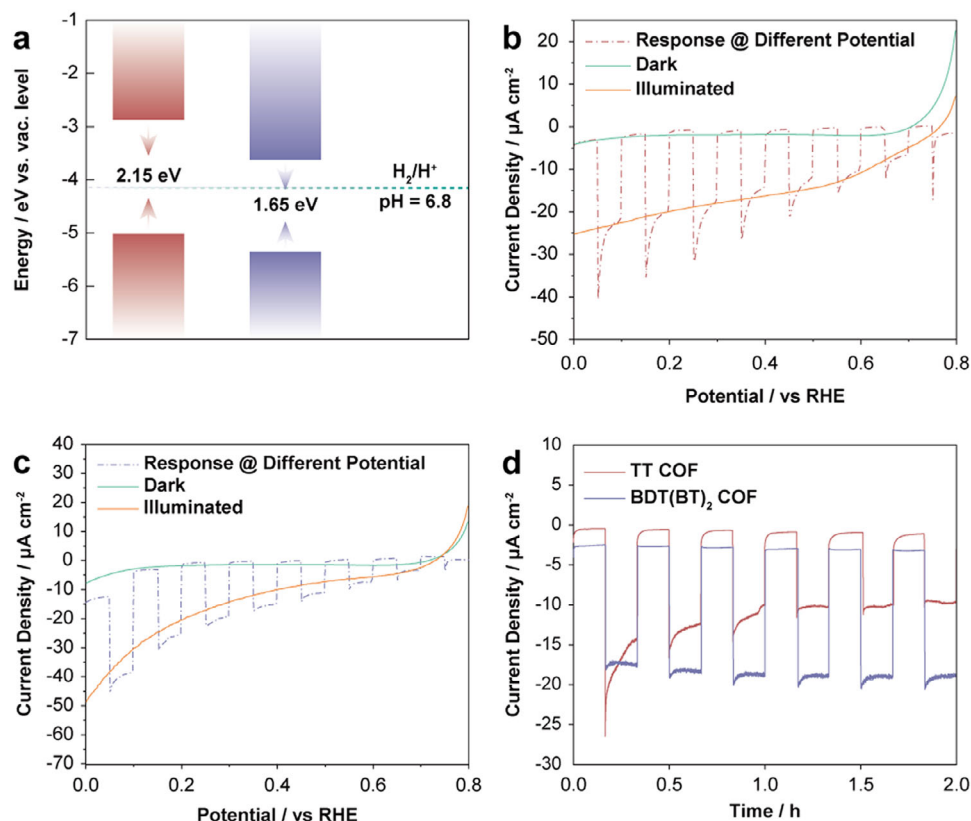 a
Energy / eV vs. vac. level
-1
-2
-3
-4
-5
-6
-7
2.15 eV
1.65 eV
H₂/H⁺
pH = 6.8
b
Current Density / µA cm⁻²
20
10
0
-10
-20
-30
-40
-50
Response @ Different Potential
Dark
Illuminated
0.0 0.2 0.4 0.6 0.8
Potential / vs RHE
c
Current Density / µA cm⁻²
40
30
20
10
0
-10
-20
-30
-40
-50
-60
-70
Response @ Different Potential
Dark
Illuminated
0.0 0.2 0.4 0.6 0.8
Potential / vs RHE
d
Current Density / µA cm⁻²
10
5
0
-5
-10
-15
-20
-25
-30
TT COF
BDT(BT)₂ COF
0.0 0.5 1.0 1.5 2.0
Time / h